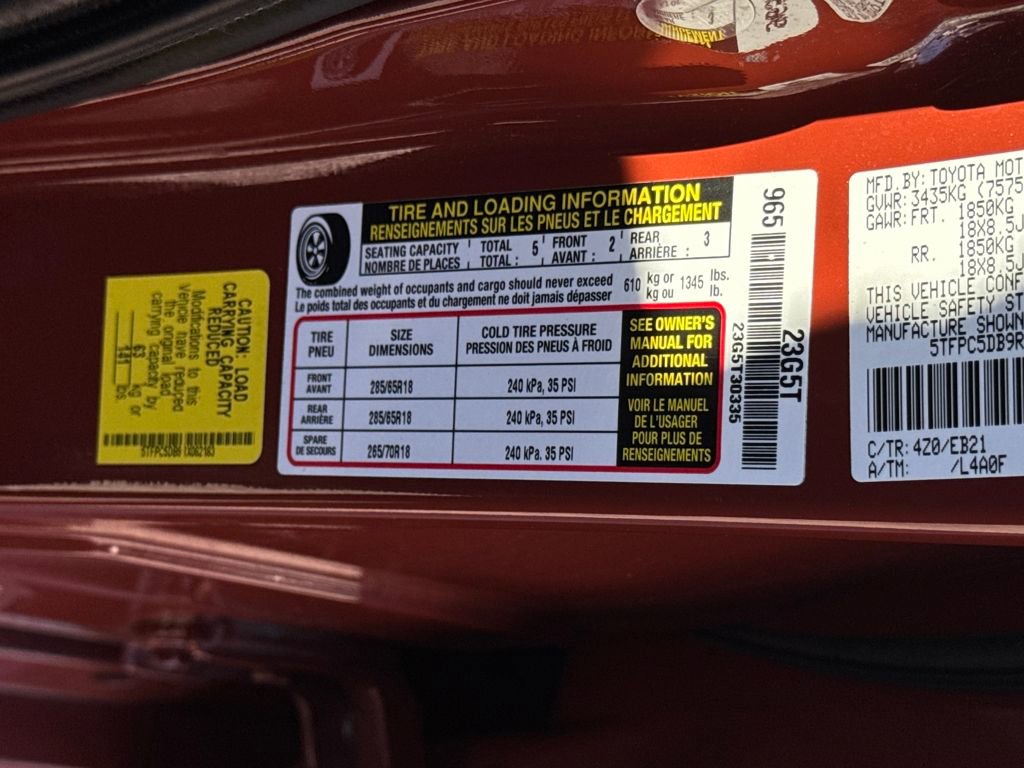 CAUTION: LOAD
CARRYING CAPACITY
REDUCED
Modifications to this
vehicle have reduced
the original load
carrying capacity by
63 kg or
141 lbs
TIRE AND LOADING INFORMATION
RENSEIGNEMENTS SUR LES PNEUS ET LE CHARGEMENT
SEATING CAPACITY TOTAL 5 FRONT 2 REAR 3
NOMBRE DE PLACES TOTAL : AVANT : ARRIÈRE :
The combined weight of occupants and cargo should never exceed 610 kg or 1345 lbs.
Le poids total des occupants et du chargement ne doit jamais dépasser kg ou lb.
TIRE SIZE COLD TIRE PRESSURE
PNEU DIMENSIONS PRESSION DES PNEUS À FROID
FRONT
AVANT 285/65R18 240 kPa, 35 PSI
REAR
ARRIÈRE 285/65R18 240 kPa, 35 PSI
SPARE
DE SECOURS 265/70R18 240 kPa, 35 PSI
SEE OWNER'S
MANUAL FOR
ADDITIONAL
INFORMATION
VOIR LE MANUEL
DE L'USAGER
POUR PLUS DE
RENSEIGNEMENTS
965
23G5T
23G5T30335
MFD.BY: TOYOTA MOT
GVWR: 3435KG (7575
GAWR: FRT. 1850KG
18X8.5J
RR. 1850KG
18X8.5J
THIS VEHICLE CONF
VEHICLE SAFETY ST
MANUFACTURE SHOWN
5TFPC5DB9R
C/TR: 4Z0/EB21
A/TM: /L4A0F